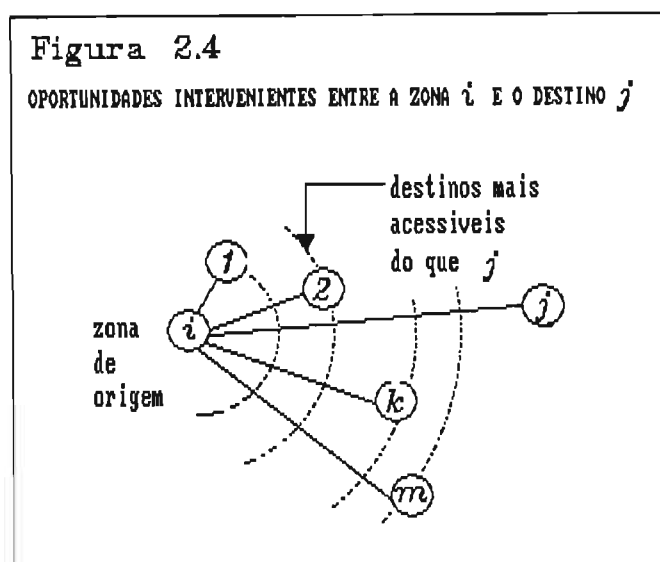 Figura 2.4
OPORTUNIDADES INTERVENIENTES ENTRE A ZONA i E O DESTINO j
destinos mais
acessiveis
do que j
1
2
j
i
zona
de
origem
k
m